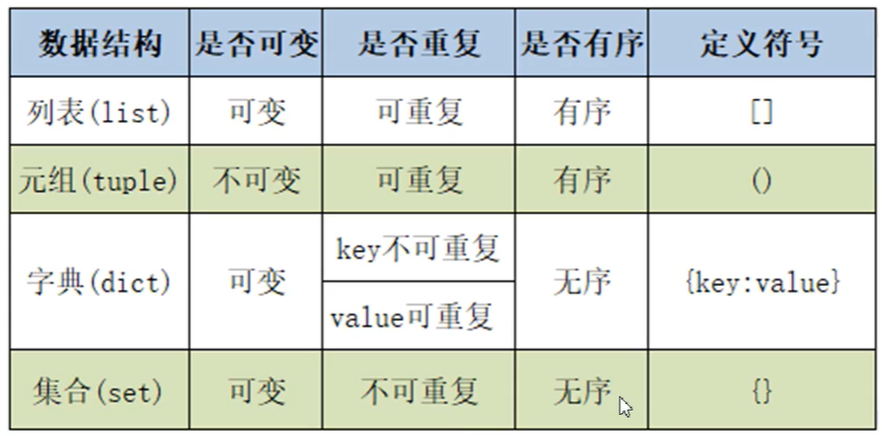 数据结构 是否可变 是否重复 是否有序 定义符号
列表(list) 可变 可重复 有序 []
元组(tuple) 不可变 可重复 有序 ()
key不可重复
字典(dict) 可变 无序 {key:value}
value可重复
集合(set) 可变 不可重复 无序 {}